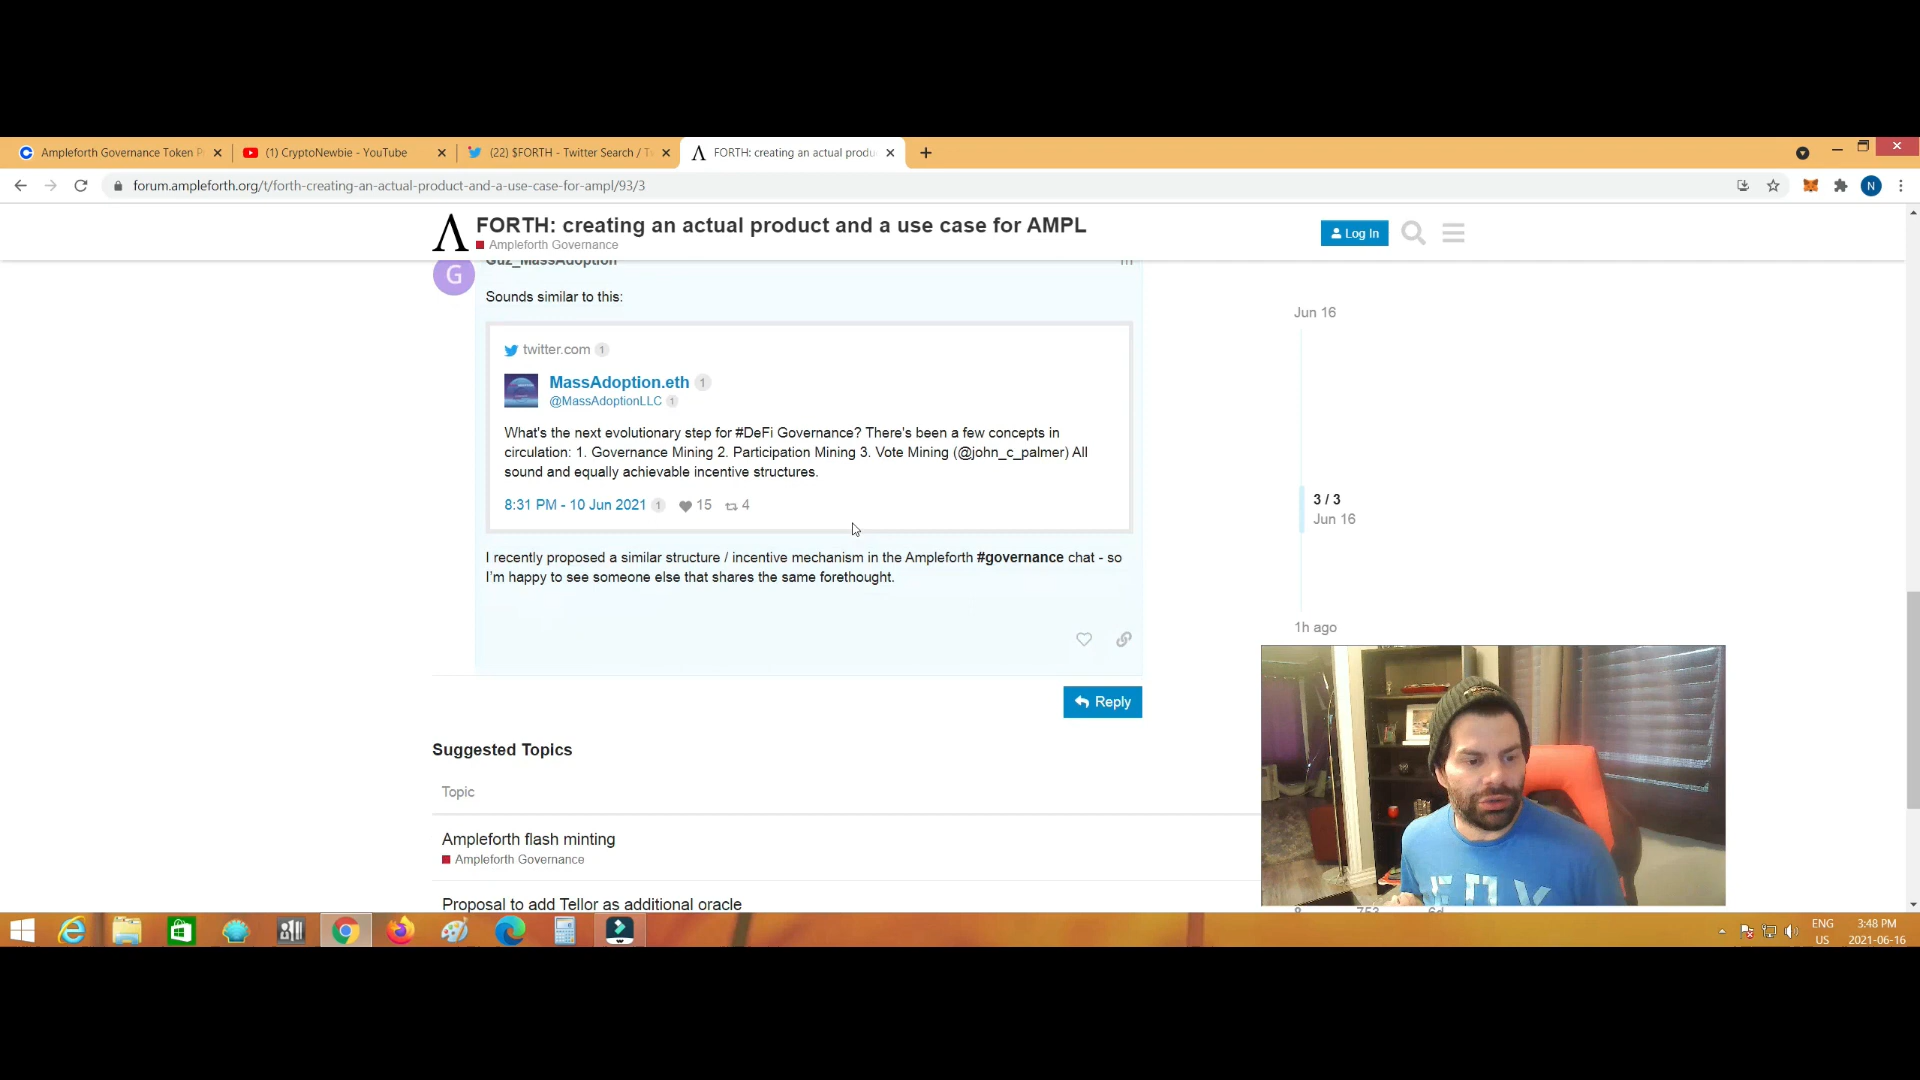 Ampleforth Governance Token P
(1) CryptoNewbie - YouTube
(22) $FORTH - Twitter Search / T
FORTH: creating an actual produ
forum.ampleforth.org/t/forth-creating-an-actual-product-and-a-use-case-for-ampl/93/3
N
FORTH: creating an actual product and a use case for AMPL
Ampleforth Governance
Log In
G
Guz_MassAdoption
Sounds similar to this:
twitter.com 1
MassAdoption.eth 1
@MassAdoptionLLC 1
What's the next evolutionary step for #DeFi Governance? There's been a few concepts in
circulation: 1. Governance Mining 2. Participation Mining 3. Vote Mining (@john_c_palmer) All
sound and equally achievable incentive structures.
8:31 PM - 10 Jun 2021 1 15 4
I recently proposed a similar structure / incentive mechanism in the Ampleforth #governance chat - so
I'm happy to see someone else that shares the same forethought.
Reply
Jun 16
3 / 3
Jun 16
1h ago
Suggested Topics
Topic
Ampleforth flash minting
Ampleforth Governance
Proposal to add Tellor as additional oracle
FOX
ENG
US
3:48 PM
2021-06-16